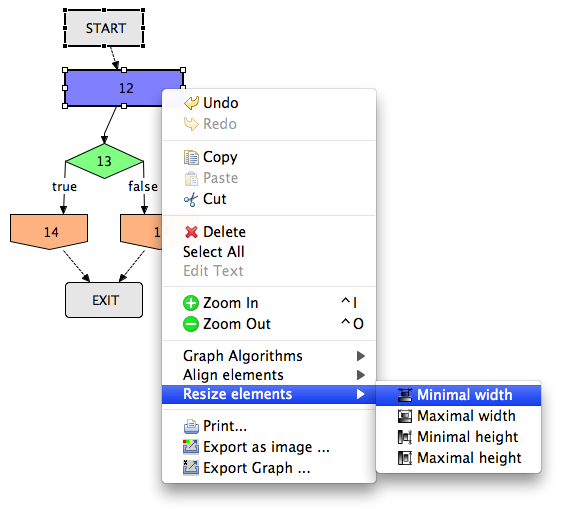 START
12
13
true
false
14
1
EXIT
Undo
Redo
Copy
Paste
Cut
Delete
Select All
Edit Text
Zoom In ^I
Zoom Out ^O
Graph Algorithms
Align elements
Resize elements
Print...
Export as image ...
Export Graph ...
Minimal width
Maximal width
Minimal height
Maximal height